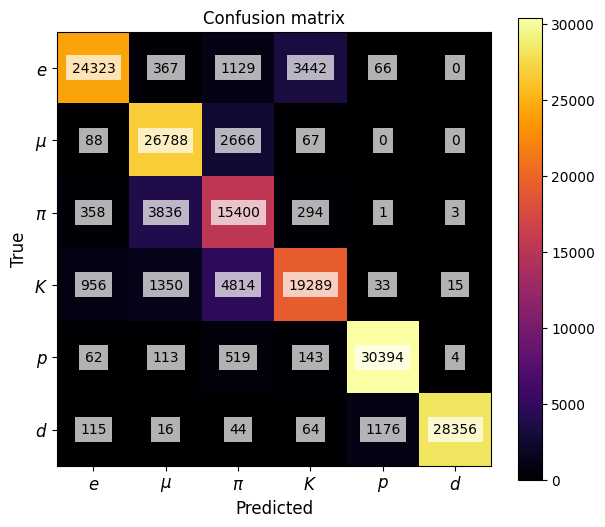 Confusion matrix
e 24323 367 1129 3442 66 0
μ 88 26788 2666 67 0 0
π 358 3836 15400 294 1 3
K 956 1350 4814 19289 33 15
p 62 113 519 143 30394 4
d 115 16 44 64 1176 28356
e μ π K p d
Predicted
True
30000
25000
20000
15000
10000
5000
0